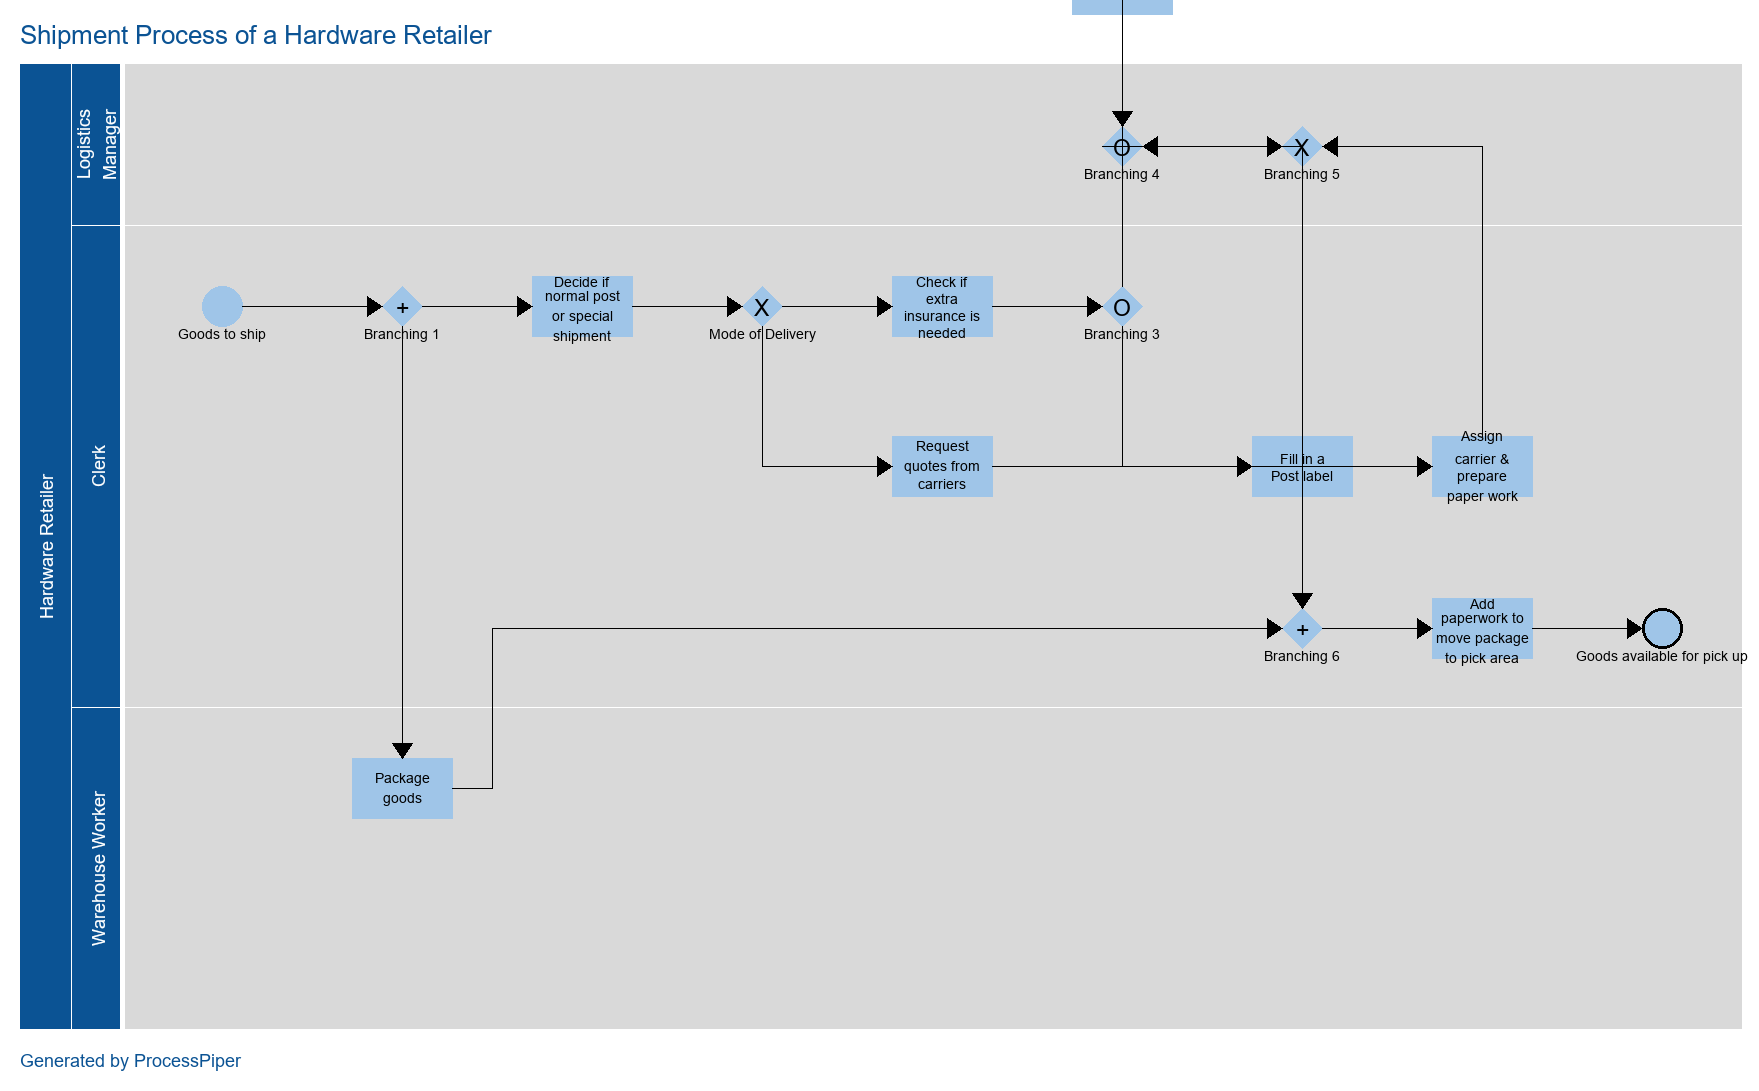 Shipment Process of a Hardware Retailer
Hardware Retailer
Logistics
Manager
O
X
Branching 4
Branching 5
Clerk
Goods to ship
+
Branching 1
Decide if
normal post
or special
shipment
X
Mode of Delivery
Check if
extra
insurance is
needed
O
Branching 3
Request
quotes from
carriers
Fill in a
Post label
Assign
carrier &
prepare
paper work
+
Branching 6
Add
paperwork to
move package
to pick area
Goods available for pick up
Warehouse Worker
Package
goods
Generated by ProcessPiper